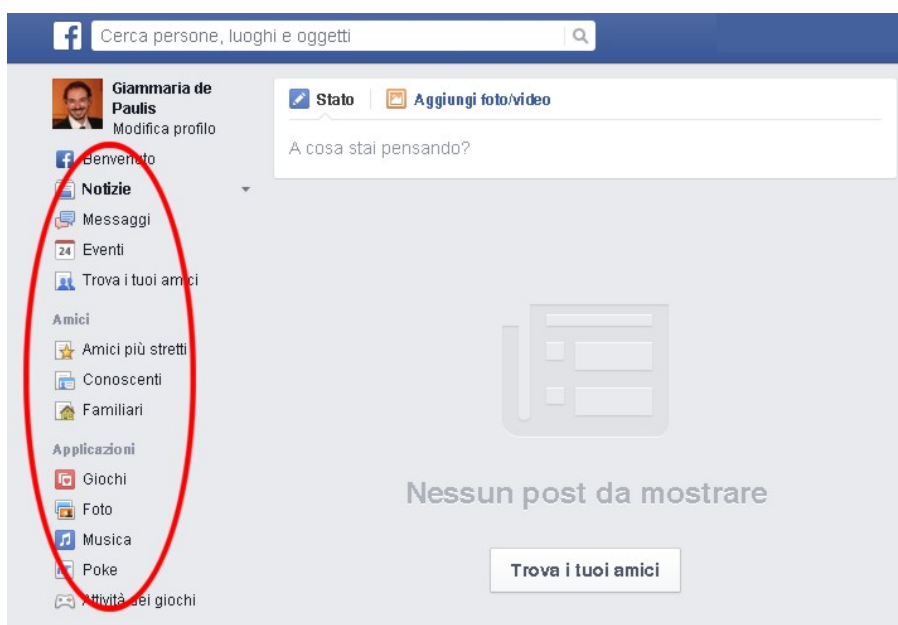 Cerca persone, luoghi e oggetti
Giammaria de
Paulis
Modifica profilo
Benvenuto
Notizie
Messaggi
24 Eventi
Trova i tuoi amici
Amici
Amici più stretti
Conoscenti
Familiari
Applicazioni
Giochi
Foto
Musica
Poke
Attività dei giochi
Stato
Aggiungi foto/video
A cosa stai pensando?
Nessun post da mostrare
Trova i tuoi amici